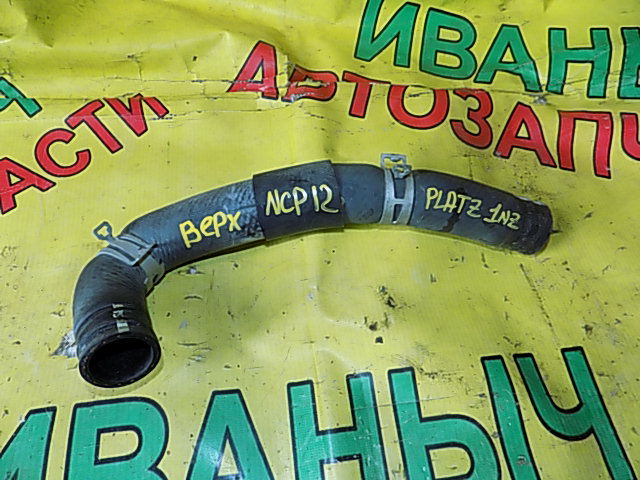 ИВАНЫ
АВТОЗАПЧ
АСТИ
Верх NCP12 PLATZ 1NZ
ИВАНЫЧ